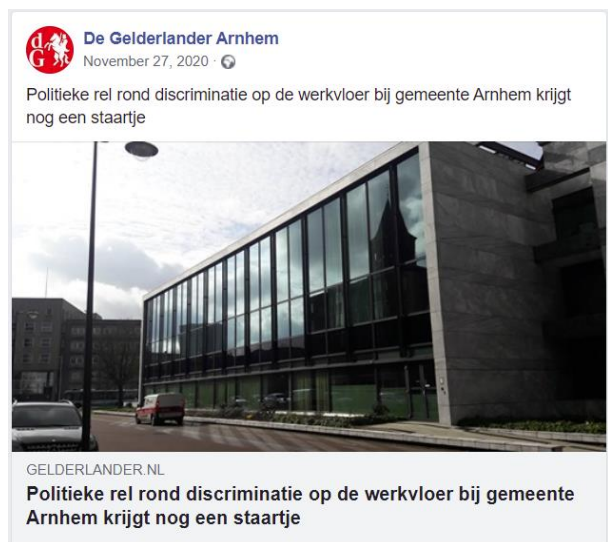 dG
De Gelderlander Arnhem
November 27, 2020 ·
Politieke rel rond discriminatie op de werkvloer bij gemeente Arnhem krijgt
nog een staartje
GELDERLANDER.NL
Politieke rel rond discriminatie op de werkvloer bij gemeente
Arnhem krijgt nog een staartje